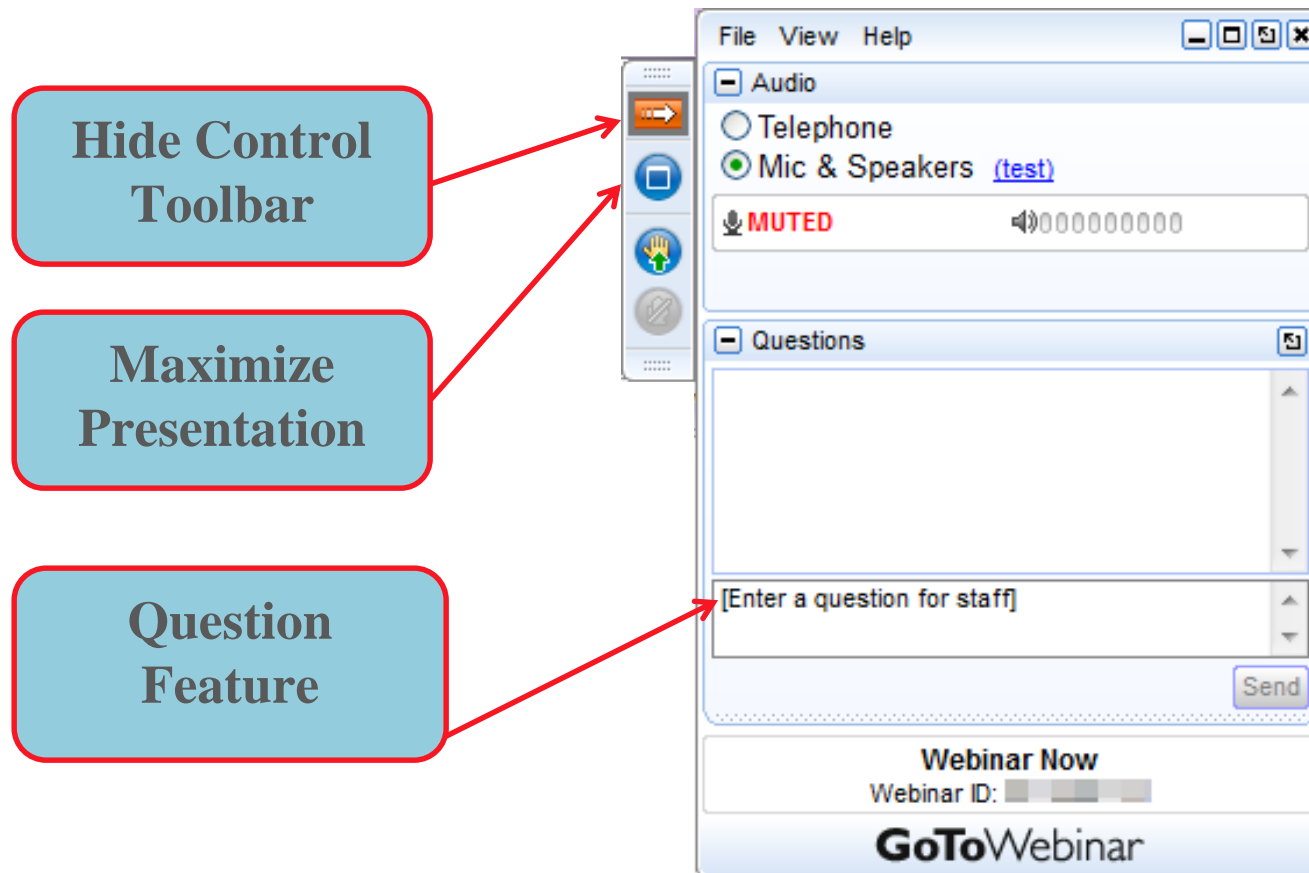 Hide Control
Toolbar
Maximize
Presentation
Question
Feature
File View Help
Audio
Telephone
Mic & Speakers (test)
MUTED
Questions
[Enter a question for staff]
Send
Webinar Now
Webinar ID:
GoToWebinar